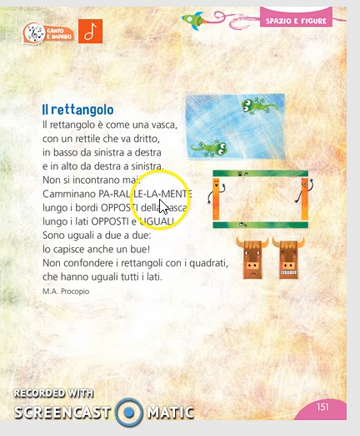 CANTO
E IMPARO
SPAZIO E FIGURE
Il rettangolo
Il rettangolo è come una vasca,
con un rettile che va dritto,
in basso da sinistra a destra
e in alto da destra a sinistra.
Non si incontrano mai
Camminano PA-RAL-LE-LA-MENTE
lungo i bordi OPPOSTI della vasca
lungo i lati OPPOSTI e UGUALI.
Sono uguali a due a due:
lo capisce anche un bue!
Non confondere i rettangoli con i quadrati,
che hanno uguali tutti i lati.
M.A. Procopio
151
RECORDED WITH
SCREENCAST MATIC